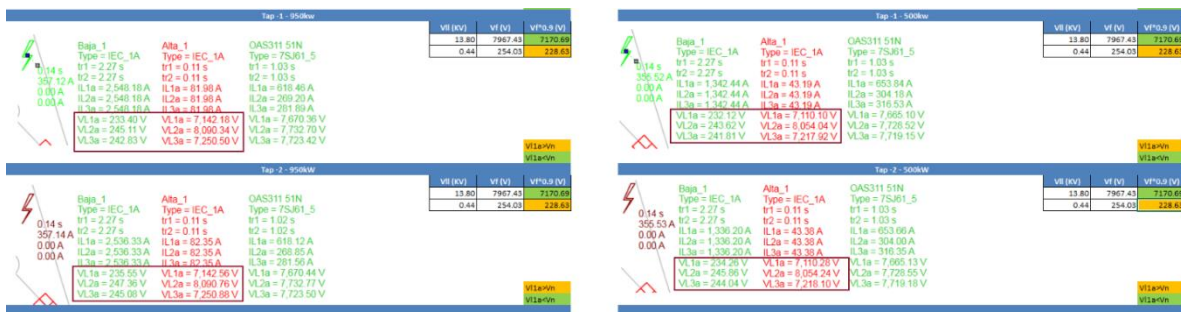 Tap -1 - 950kw
Vll (KV) Vf (V) Vf*0.9 (V)
13.80 7967.43 7170.69
0.44 254.03 228.63
0.14 s
357.12 A
0.00 A
0.00 A
Baja_1
Type = IEC_1A
tr1 = 2.27 s
tr2 = 2.27 s
IL1a = 2,548.18 A
IL2a = 2,548.18 A
IL3a = 2,548.18 A
VL1a = 233.40 V
VL2a = 245.11 V
VL3a = 242.83 V
Alta_1
Type = IEC_1A
tr1 = 0.11 s
tr2 = 0.11 s
IL1a = 81.98 A
IL2a = 81.98 A
IL3a = 81.98 A
VL1a = 7,142.18 V
VL2a = 8,090.34 V
VL3a = 7,250.50 V
OAS311 51N
Type = 7SJ61_5
tr1 = 1.03 s
tr2 = 1.03 s
IL1a = 618.46 A
IL2a = 269.20 A
IL3a = 281.89 A
VL1a = 7,670.36 V
VL2a = 7,732.70 V
VL3a = 7,723.42 V
Vl1a>Vn
Vl1a<Vn
Tap -1 - 500kw
Vll (KV) Vf (V) Vf*0.9 (V)
13.80 7967.43 7170.69
0.44 254.03 228.63
0.14 s
355.52 A
0.00 A
0.00 A
Baja_1
Type = IEC_1A
tr1 = 2.27 s
tr2 = 2.27 s
IL1a = 1,342.44 A
IL2a = 1,342.44 A
IL3a = 1,342.44 A
VL1a = 232.12 V
VL2a = 243.62 V
VL3a = 241.81 V
Alta_1
Type = IEC_1A
tr1 = 0.11 s
tr2 = 0.11 s
IL1a = 43.19 A
IL2a = 43.19 A
IL3a = 43.19 A
VL1a = 7,110.10 V
VL2a = 8,054.04 V
VL3a = 7,217.92 V
OAS311 51N
Type = 7SJ61_5
tr1 = 1.03 s
tr2 = 1.03 s
IL1a = 653.84 A
IL2a = 304.18 A
IL3a = 316.53 A
VL1a = 7,665.10 V
VL2a = 7,728.52 V
VL3a = 7,719.15 V
Vl1a>Vn
Vl1a<Vn
Tap -2 - 950kW
Vll (KV) Vf (V) Vf*0.9 (V)
13.80 7967.43 7170.69
0.44 254.03 228.63
0.14 s
357.14 A
0.00 A
0.00 A
Baja_1
Type = IEC_1A
tr1 = 2.27 s
tr2 = 2.27 s
IL1a = 2,536.33 A
IL2a = 2,536.33 A
IL3a = 2,536.33 A
VL1a = 235.55 V
VL2a = 247.36 V
VL3a = 245.08 V
Alta_1
Type = IEC_1A
tr1 = 0.11 s
tr2 = 0.11 s
IL1a = 82.35 A
IL2a = 82.35 A
IL3a = 82.35 A
VL1a = 7,142.56 V
VL2a = 8,090.76 V
VL3a = 7,250.88 V
OAS311 51N
Type = 7SJ61_5
tr1 = 1.02 s
tr2 = 1.02 s
IL1a = 618.12 A
IL2a = 268.85 A
IL3a = 281.56 A
VL1a = 7,670.44 V
VL2a = 7,732.77 V
VL3a = 7,723.50 V
Vl1a>Vn
Vl1a<Vn
Tap -2 - 500kW
Vll (KV) Vf (V) Vf*0.9 (V)
13.80 7967.43 7170.69
0.44 254.03 228.63
0.14 s
355.53 A
0.00 A
0.00 A
Baja_1
Type = IEC_1A
tr1 = 2.27 s
tr2 = 2.27 s
IL1a = 1,336.20 A
IL2a = 1,336.20 A
IL3a = 1,336.20 A
VL1a = 234.26 V
VL2a = 245.86 V
VL3a = 244.04 V
Alta_1
Type = IEC_1A
tr1 = 0.11 s
tr2 = 0.11 s
IL1a = 43.38 A
IL2a = 43.38 A
IL3a = 43.38 A
VL1a = 7,110.28 V
VL2a = 8,054.24 V
VL3a = 7,218.10 V
OAS311 51N
Type = 7SJ61_5
tr1 = 1.03 s
tr2 = 1.03 s
IL1a = 653.66 A
IL2a = 304.00 A
IL3a = 316.35 A
VL1a = 7,665.13 V
VL2a = 7,728.55 V
VL3a = 7,719.18 V
Vl1a>Vn
Vl1a<Vn